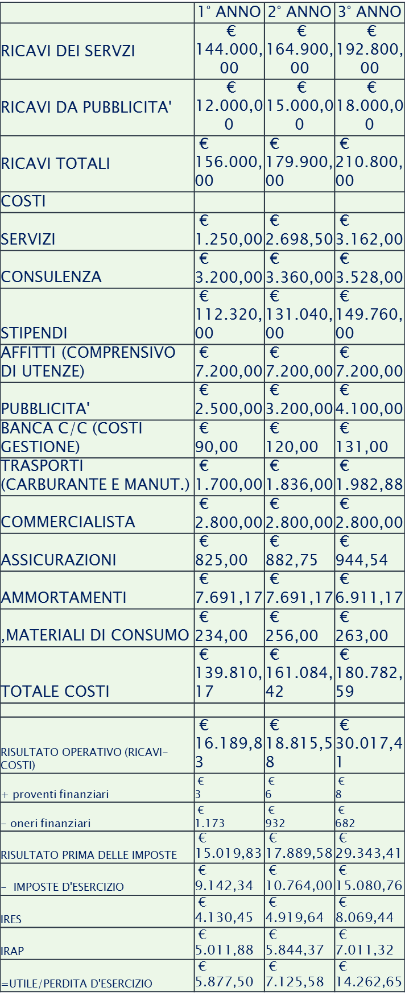 1° ANNO 2° ANNO 3° ANNO
RICAVI DEI SERVZI € 144.000,00 € 164.900,00 € 192.800,00
RICAVI DA PUBBLICITA' € 12.000,00 € 15.000,00 € 18.000,00
RICAVI TOTALI € 156.000,00 € 179.900,00 € 210.800,00
COSTI
SERVIZI € 1.250,00 € 2.698,50 € 3.162,00
CONSULENZA € 3.200,00 € 3.360,00 € 3.528,00
STIPENDI € 112.320,00 € 131.040,00 € 149.760,00
AFFITTI (COMPRENSIVO DI UTENZE) € 7.200,00 € 7.200,00 € 7.200,00
PUBBLICITA' € 2.500,00 € 3.200,00 € 4.100,00
BANCA C/C (COSTI GESTIONE) € 90,00 € 120,00 € 131,00
TRASPORTI (CARBURANTE E MANUT.) € 1.700,00 € 1.836,00 € 1.982,88
COMMERCIALISTA € 2.800,00 € 2.800,00 € 2.800,00
ASSICURAZIONI € 825,00 € 882,75 € 944,54
AMMORTAMENTI € 7.691,17 € 7.691,17 € 6.911,17
,MATERIALI DI CONSUMO € 234,00 € 256,00 € 263,00
TOTALE COSTI € 139.810,17 € 161.084,42 € 180.782,59
RISULTATO OPERATIVO (RICAVI-COSTI) € 16.189,83 € 18.815,58 € 30.017,41
+ proventi finanziari € 3 € 6 € 8
- oneri finanziari € 1.173 € 932 € 682
RISULTATO PRIMA DELLE IMPOSTE € 15.019,83 € 17.889,58 € 29.343,41
- IMPOSTE D'ESERCIZIO € 9.142,34 € 10.764,00 € 15.080,76
IRES € 4.130,45 € 4.919,64 € 8.069,44
IRAP € 5.011,88 € 5.844,37 € 7.011,32
=UTILE/PERDITA D'ESERCIZIO € 5.877,50 € 7.125,58 € 14.262,65